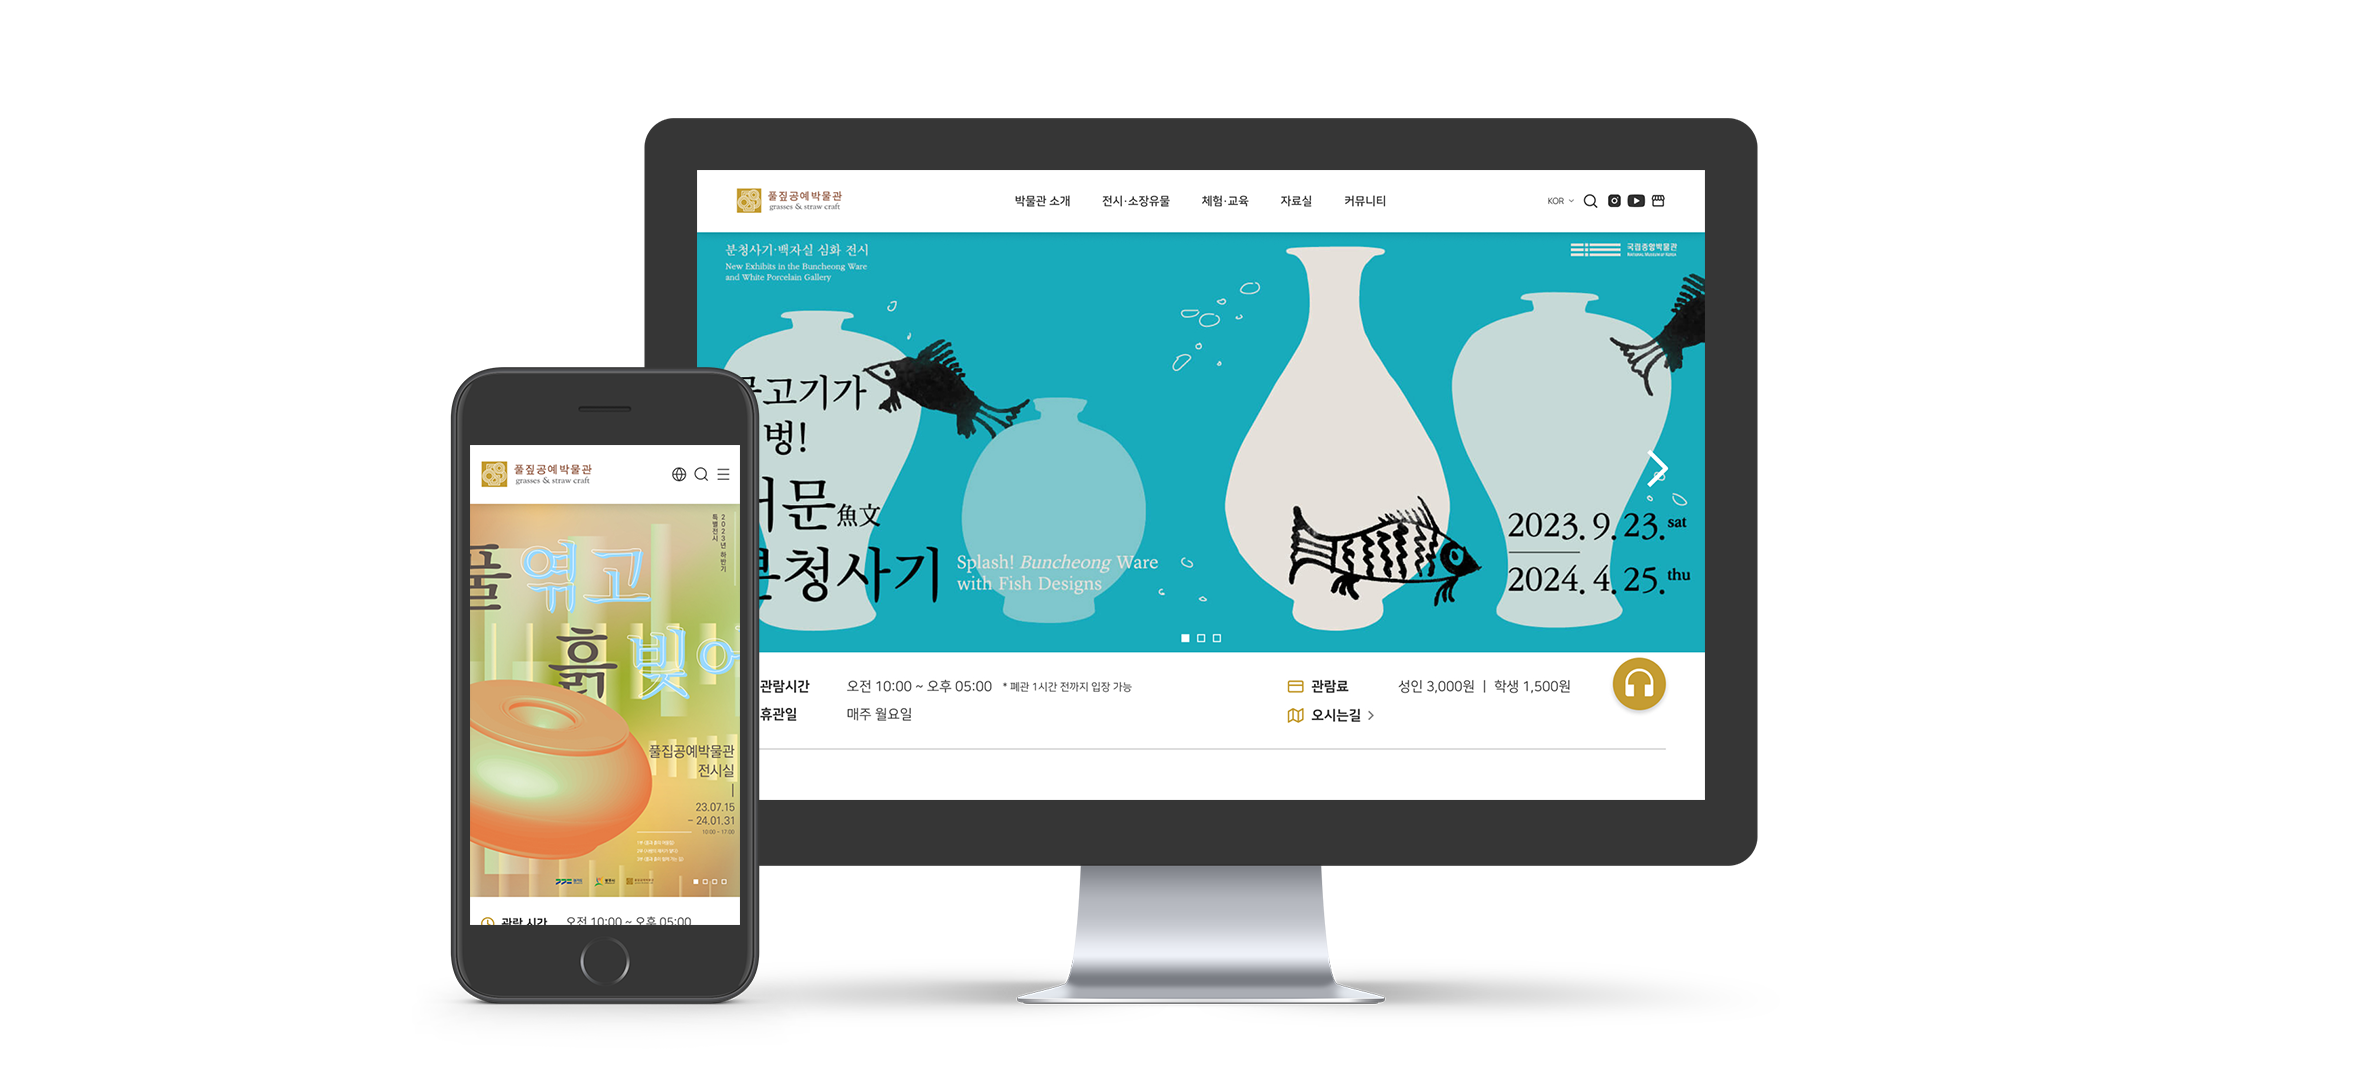 풀짚공예박물관
grasses & straw craft
박물관 소개
전시·소장유물
체험·교육
자료실
커뮤니티
KOR
분청사기·백자실 심화 전시
New Exhibits in the Buncheong Ware
and White Porcelain Gallery
국립중앙박물관
고기가
벙!
문魚文
청사기
Splash! Buncheong Ware
with Fish Designs
2023. 9. 23. sat
2024. 4. 25. thu
관람시간 오전 10:00 ~ 오후 05:00 * 폐관 1시간 전까지 입장 가능
휴관일 매주 월요일
관람료 성인 3,000원 | 학생 1,500원
오시는길
풀짚공예박물관
grasses & straw craft
2023년 하반기
특별전시
풀 엮고
흙 빚어
풀집공예박물관
전시실
23.07.15
- 24.01.31
10:00 - 17:00
관람 시간 오전 10:00 ~ 오후 05:00